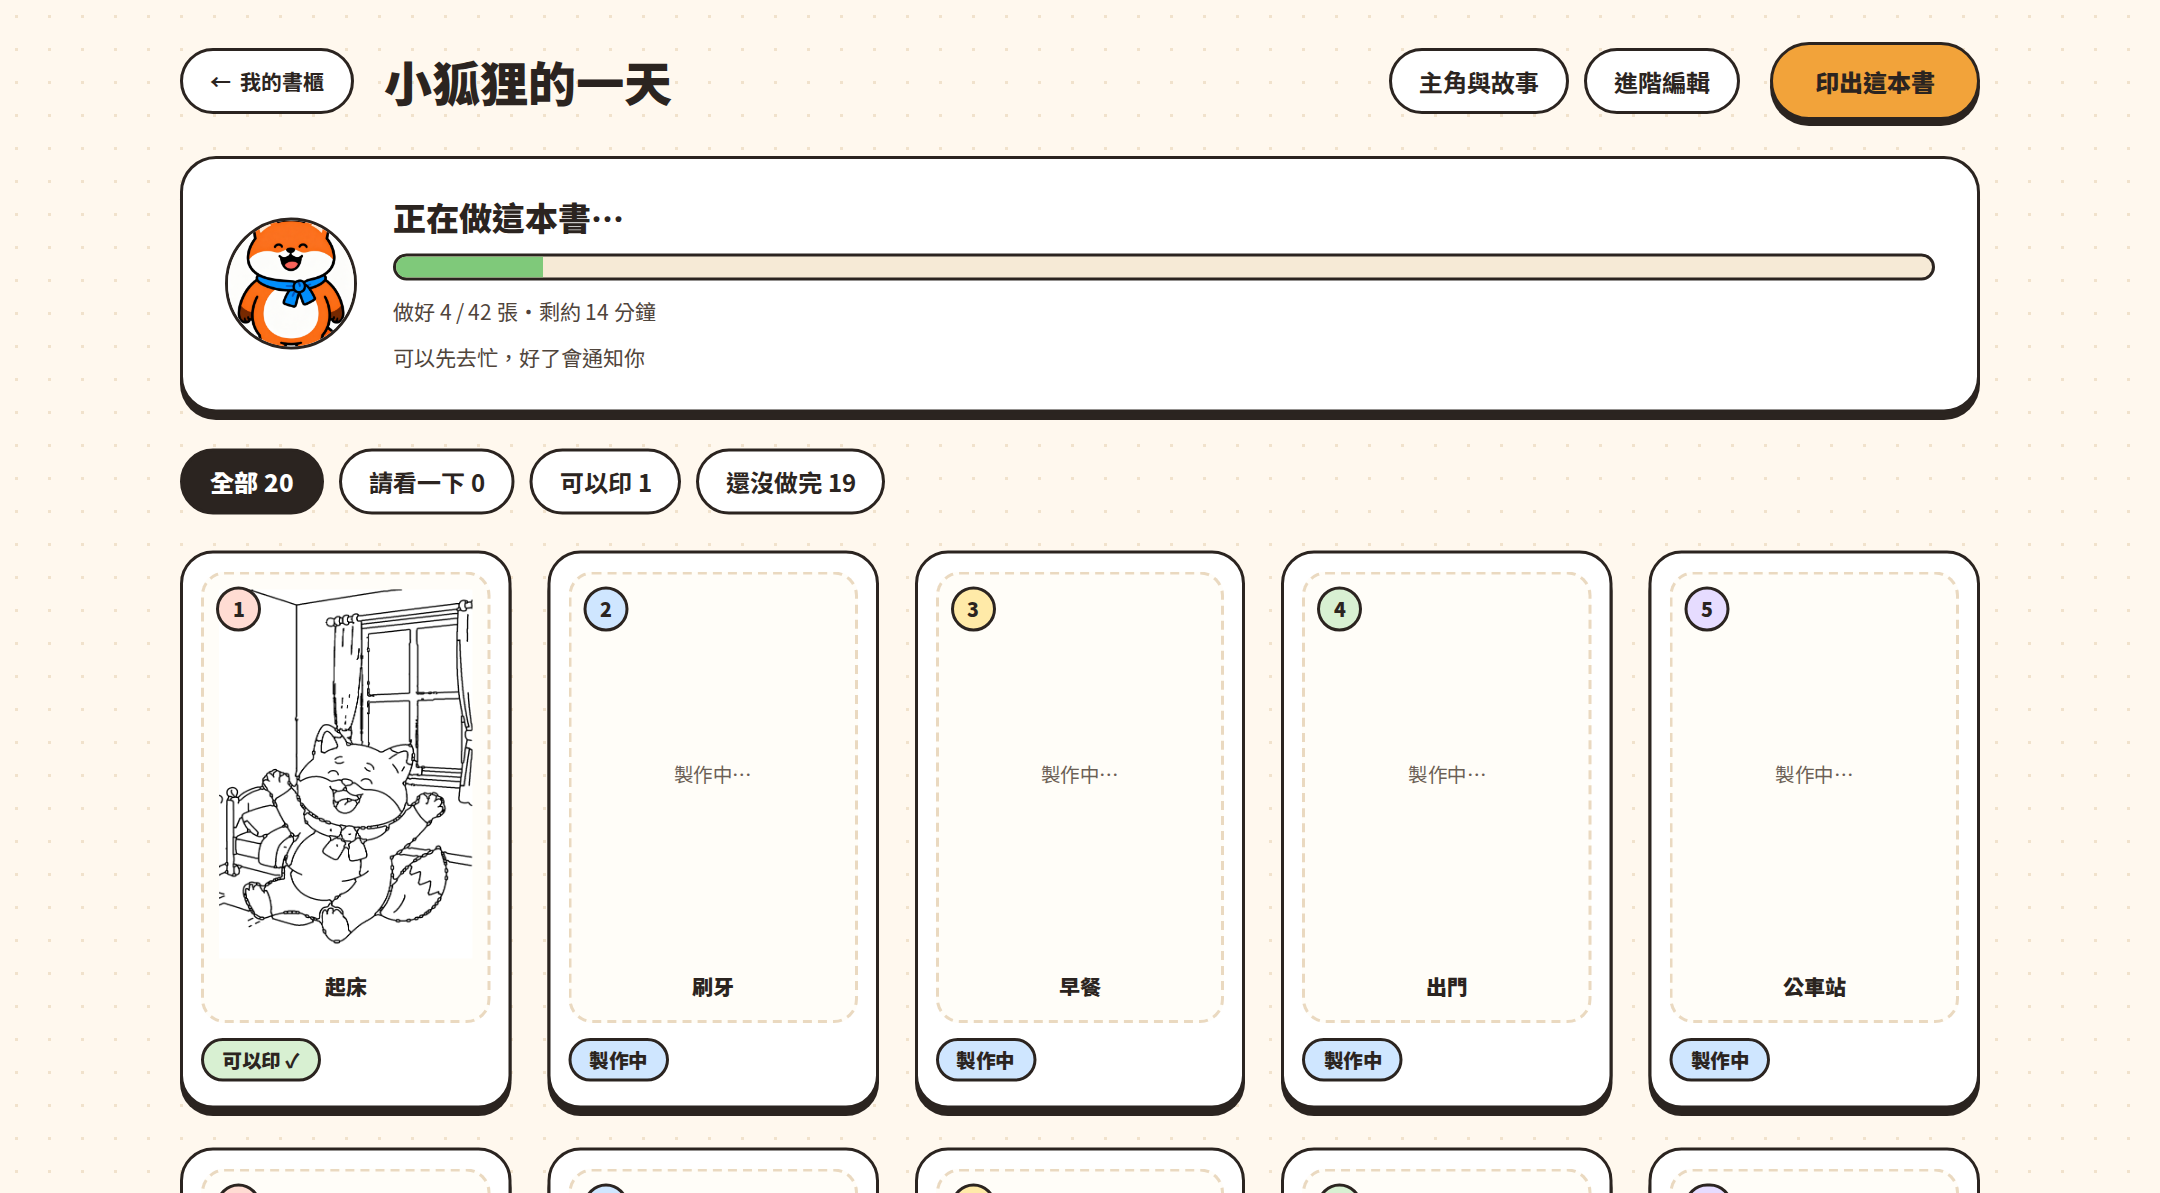 ← 我的書櫃
小狐狸的一天
主角與故事
進階編輯
印出這本書
正在做這本書⋯
做好 4 / 42 張・剩約 14 分鐘
可以先去忙，好了會通知你
全部 20
請看一下 0
可以印 1
還沒做完 19
1
起床
可以印 ✓
2
製作中⋯
刷牙
製作中
3
製作中⋯
早餐
製作中
4
製作中⋯
出門
製作中
5
製作中⋯
公車站
製作中